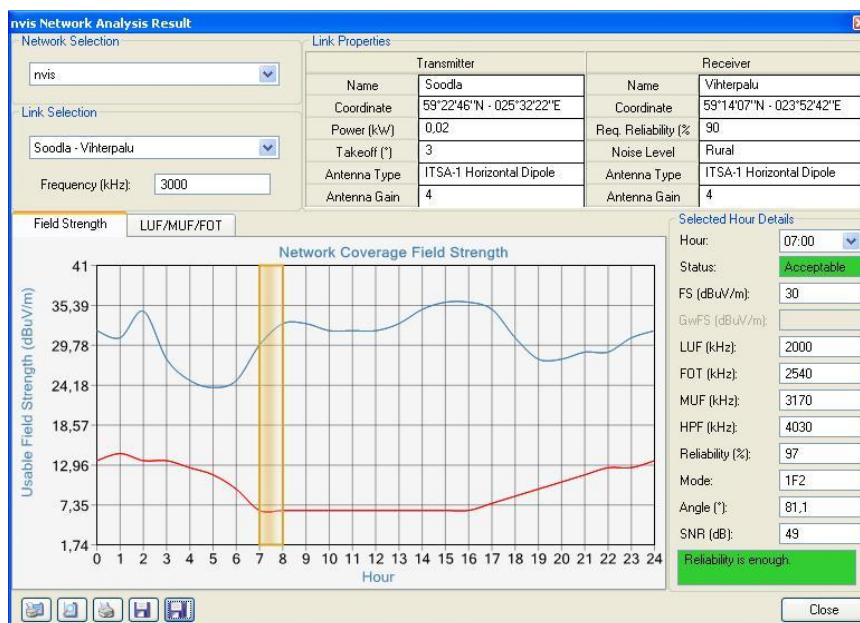 nvis Network Analysis Result
Network Selection
nvis
Link Selection
Soodla - Vihterpalu
Frequency (kHz): 3000
Link Properties
Transmitter Receiver
Name Soodla Name Vihterpalu
Coordinate 59°22'46"N - 025°32'22"E Coordinate 59°14'07"N - 023°52'42"E
Power (kW) 0,02 Req. Reliability (% 90
Takeoff (°) 3 Noise Level Rural
Antenna Type ITSA-1 Horizontal Dipole Antenna Type ITSA-1 Horizontal Dipole
Antenna Gain 4 Antenna Gain 4
Field Strength LUF/MUF/FOT
Network Coverage Field Strength
Usable Field Strength (dBuV/m)
41
35,39
29,78
24,18
18,57
12,96
7,35
1,74
0 1 2 3 4 5 6 7 8 9 10 11 12 13 14 15 16 17 18 19 20 21 22 23 24
Hour
Selected Hour Details
Hour: 07:00
Status: Acceptable
FS (dBuV/m): 30
GwFS (dBuV/m):
LUF (kHz): 2000
FOT (kHz): 2540
MUF (kHz): 3170
HPF (kHz): 4030
Reliability (%): 97
Mode: 1F2
Angle (°): 81,1
SNR (dB): 49
Reliability is enough.
Close